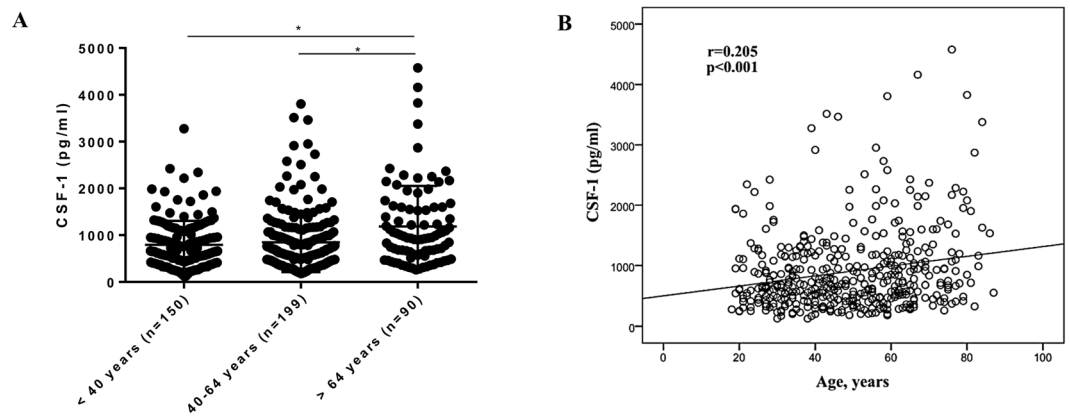 A
*
*
CSF-1 (pg/ml)
5000
4000
3000
2000
1000
0
< 40 years (n=150)
40-64 years (n=199)
> 64 years (n=90)
B
r=0.205
p<0.001
CSF-1 (pg/ml)
5000
4000
3000
2000
1000
0
0 20 40 60 80 100
Age, years